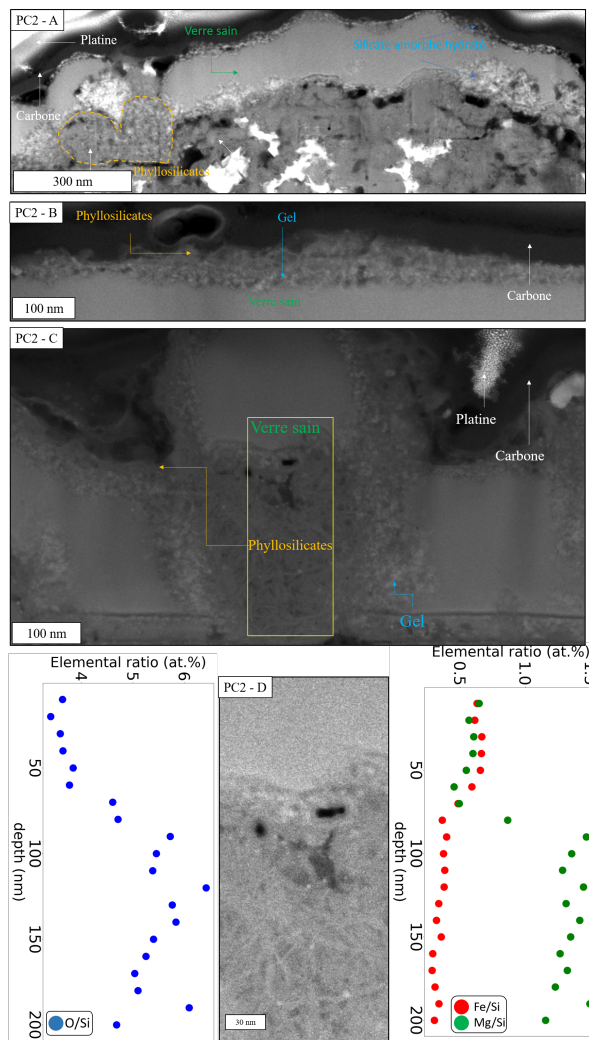 PC2 - A
Platine
Verre sain
Silicate amorphe hydraté
Carbone
Phyllosilicates
300 nm
PC2 - B
Phyllosilicates
Gel
Verre sain
Carbone
100 nm
PC2 - C
Platine
Verre sain
Carbone
Phyllosilicates
Gel
100 nm
Elemental ratio (at.%)
4 5 6
50
100
150
200
depth (nm)
O/Si
PC2 - D
30 nm
Elemental ratio (at.%)
0.5 1.0 1.5
50
100
150
200
depth (nm)
Fe/Si
Mg/Si